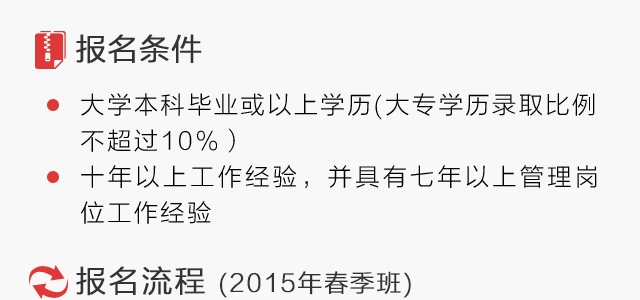 报名条件
大学本科毕业或以上学历(大专学历录取比例
不超过10%）
十年以上工作经验，并具有七年以上管理岗
位工作经验
报名流程 (2015年春季班)